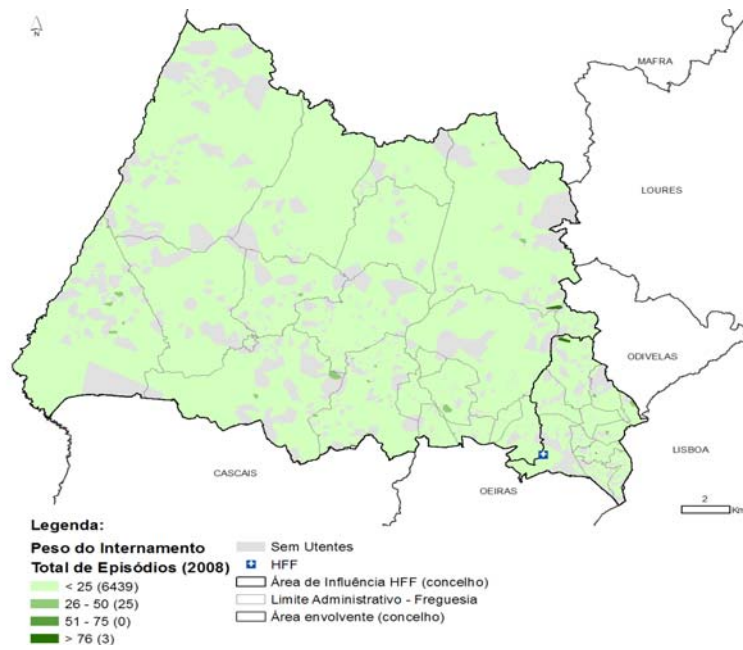 N
MAFRA
LOURES
ODIVELAS
LISBOA
CASCAIS
OEIRAS
2
Km
Legenda:
Peso do Internamento
Total de Episódios (2008)
< 25 (6439)
26 - 50 (25)
51 - 75 (0)
> 76 (3)
Sem Utentes
HFF
Área de Influência HFF (concelho)
Limite Administrativo - Freguesia
Área envolvente (concelho)